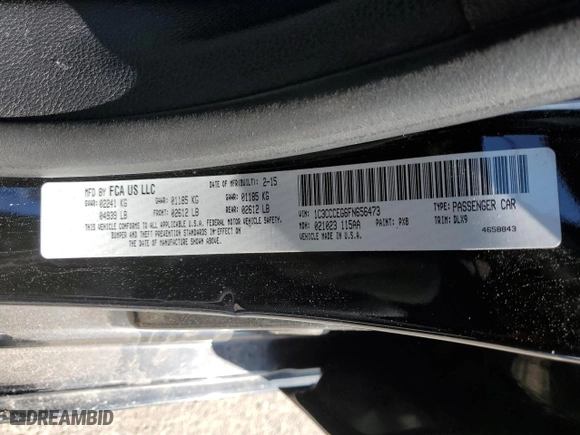 MFD BY FCA US LLC
DATE OF MFR(BUILT): 2-15
GVWR: 02241 KG
GAWR: 01185 KG
GAWR: 01185 KG
04939 LB
FRONT: 02612 LB
REAR: 02612 LB
THIS VEHICLE CONFORMS TO ALL APPLICABLE U.S.A. FEDERAL MOTOR VEHICLE SAFETY,
BUMPER AND THEFT PREVENTION STANDARDS IN EFFECT ON
THE DATE OF MANUFACTURE SHOWN ABOVE.
MADE IN U.S.A.
VIN: 1C3CCCEG6FN656473
TYPE: PASSENGER CAR
MDH: 021023 115AA
PAINT: PXB
TRIM: DLX9
VEHICLE MADE IN U.S.A.
4658843
DREAMBID